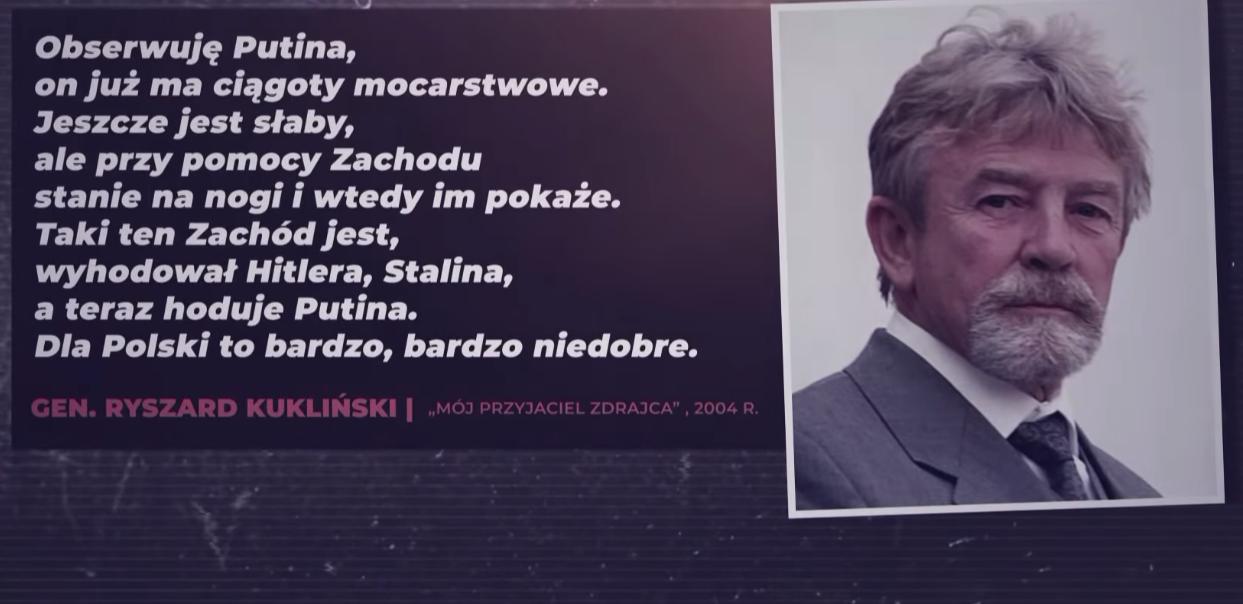 Obserwuję Putina,
on już ma ciągoty mocarstwowe.
Jeszcze jest słaby,
ale przy pomocy Zachodu
stanie na nogi i wtedy im pokaże.
Taki ten Zachód jest,
wyhodował Hitlera, Stalina,
a teraz hoduje Putina.
Dla Polski to bardzo, bardzo niedobre.
GEN. RYSZARD KUKLIŃSKI | „MÓJ PRZYJACIEL ZDRAJCA” , 2004 R.